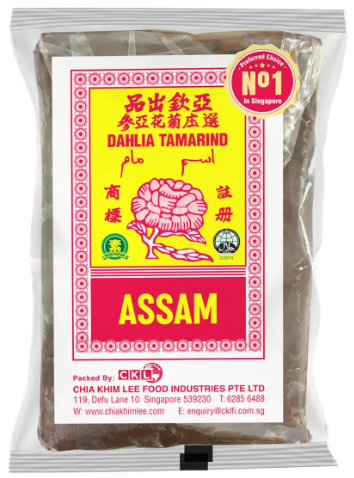 Preferred Choice
Nº1
In Singapore
品出欽亞
參亞花菊庄選
DAHLIA TAMARIND
مام اسم
商標
註冊
素
ASSAM
Packed By: CKL
CHIA KHIM LEE FOOD INDUSTRIES PTE LTD
119, Defu Lane 10 Singapore 539230 T: 6285 6488
W: www.chiakhimlee.com E: enquiry@cklfi.com.sg